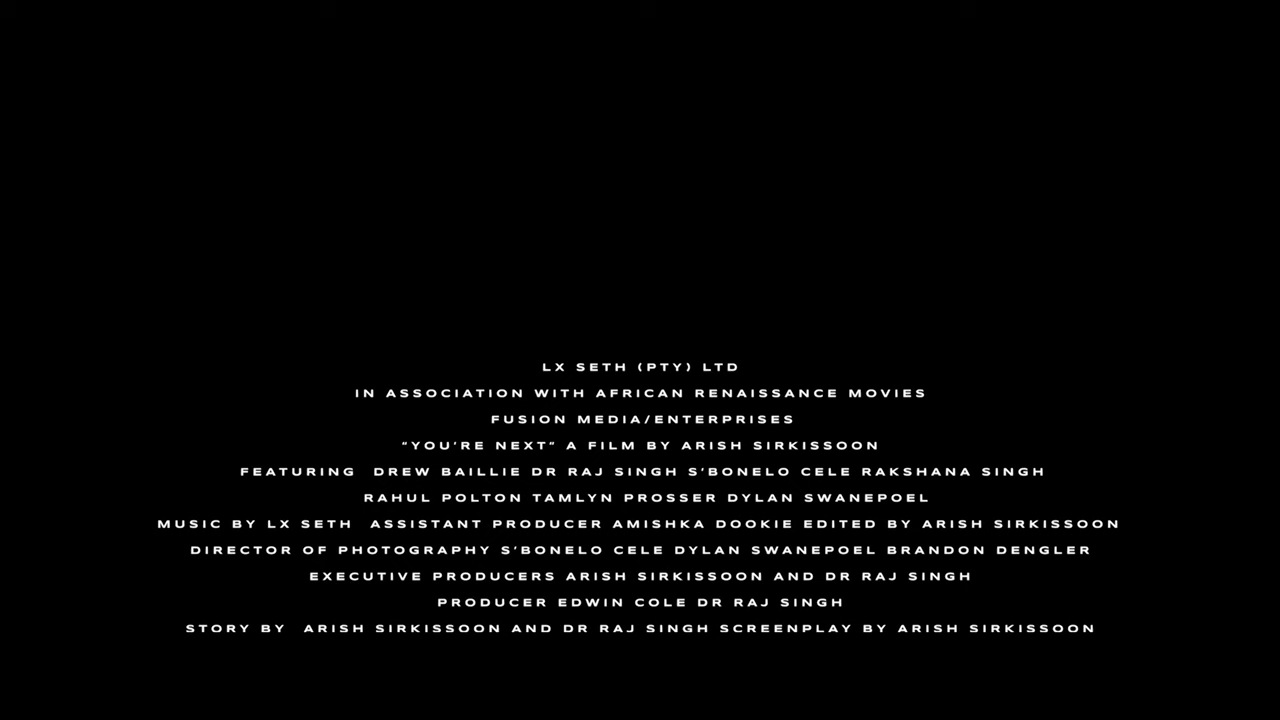 LX SETH (PTY) LTD
IN ASSOCIATION WITH AFRICAN RENAISSANCE MOVIES
FUSION MEDIA/ENTERPRISES
"YOU'RE NEXT" A FILM BY ARISH SIRKISSOON
FEATURING  DREW BAILLIE DR RAJ SINGH S'BONELO CELE RAKSHANA SINGH
RAHUL POLTON TAMLYN PROSSER DYLAN SWANEPOEL
MUSIC BY LX SETH  ASSISTANT PRODUCER AMISHKA DOOKIE EDITED BY ARISH SIRKISSOON
DIRECTOR OF PHOTOGRAPHY S'BONELO CELE DYLAN SWANEPOEL BRANDON DENGLER
EXECUTIVE PRODUCERS ARISH SIRKISSOON AND DR RAJ SINGH
PRODUCER EDWIN COLE DR RAJ SINGH
STORY BY  ARISH SIRKISSOON AND DR RAJ SINGH SCREENPLAY BY ARISH SIRKISSOON